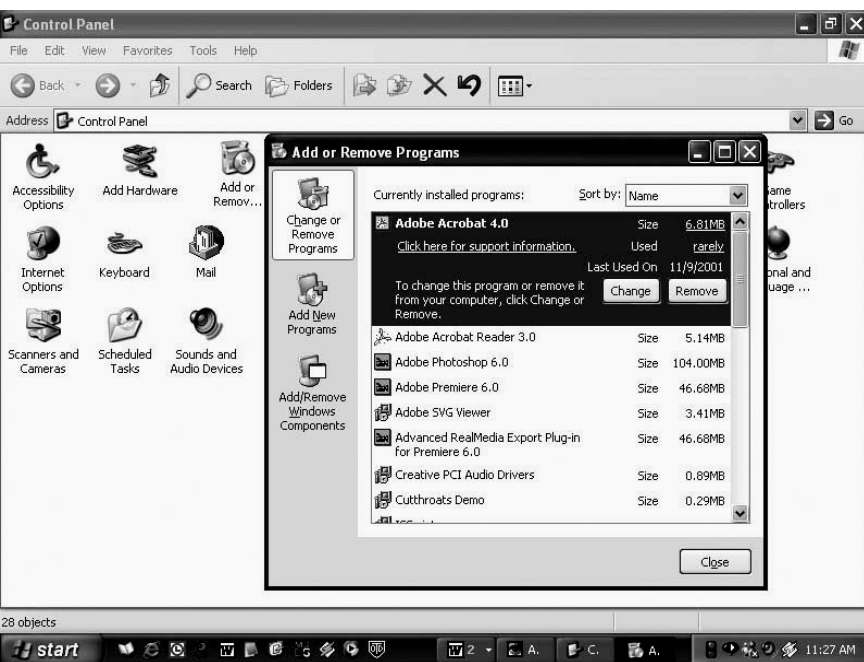 Control Panel
File Edit View Favorites Tools Help
Back Search Folders
Address Control Panel Go
Accessibility Options
Add Hardware
Add or Remov...
Internet Options
Keyboard
Mail
Scanners and Cameras
Scheduled Tasks
Sounds and Audio Devices
Add or Remove Programs
Change or Remove Programs
Add New Programs
Add/Remove Windows Components
Currently installed programs: Sort by: Name
Adobe Acrobat 4.0 Size 6.81MB
Click here for support information. Used rarely
Last Used On 11/9/2001
To change this program or remove it
from your computer, click Change or
Remove.
Change Remove
Adobe Acrobat Reader 3.0 Size 5.14MB
Adobe Photoshop 6.0 Size 104.00MB
Adobe Premiere 6.0 Size 46.68MB
Adobe SVG Viewer Size 3.41MB
Advanced RealMedia Export Plug-in Size 46.68MB
for Premiere 6.0
Creative PCI Audio Drivers Size 0.89MB
Cutthroats Demo Size 0.29MB
Close
28 objects
start 2 A. C. A. 11:27 AM